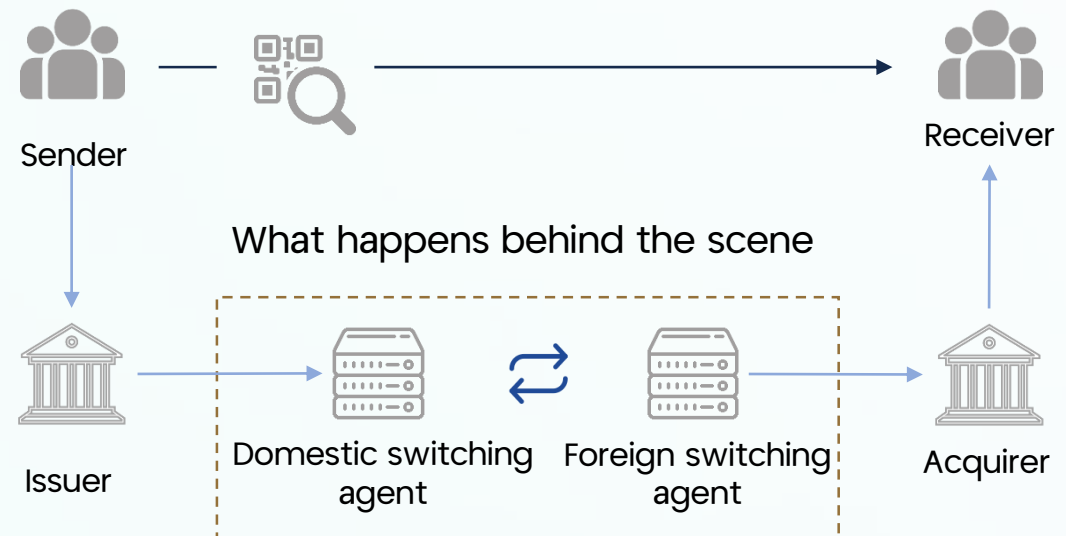 Sender
Receiver
What happens behind the scene
Issuer
Domestic switching
agent
Foreign switching
agent
Acquirer